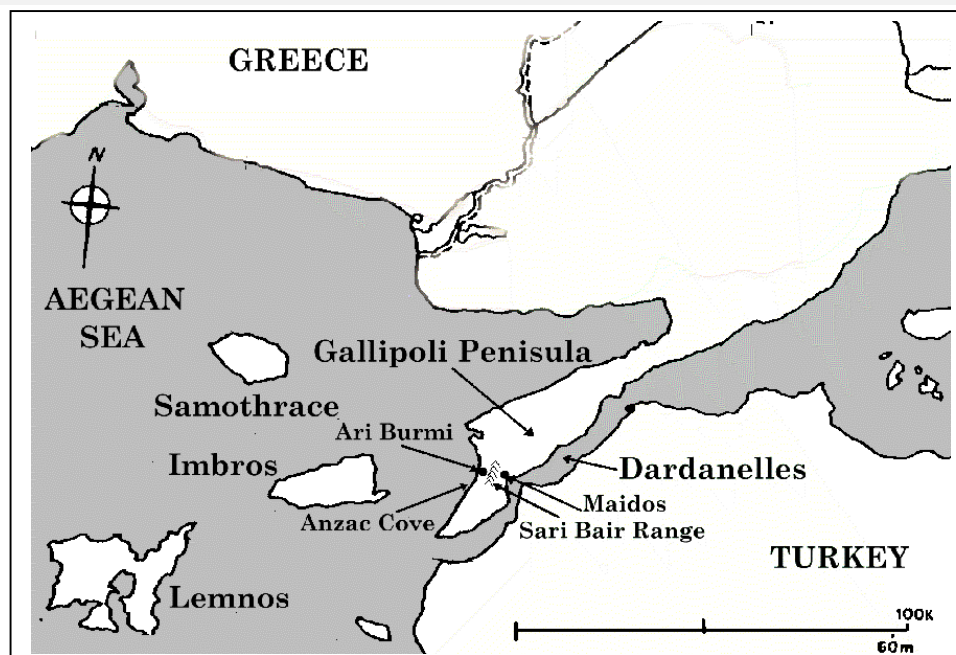 GREECE
N
AEGEAN
SEA
Gallipoli Penisula
Samothrace
Ari Burmi
Imbros
Dardanelles
Anzac Cove
Maidos
Sari Bair Range
TURKEY
Lemnos
100K
60m